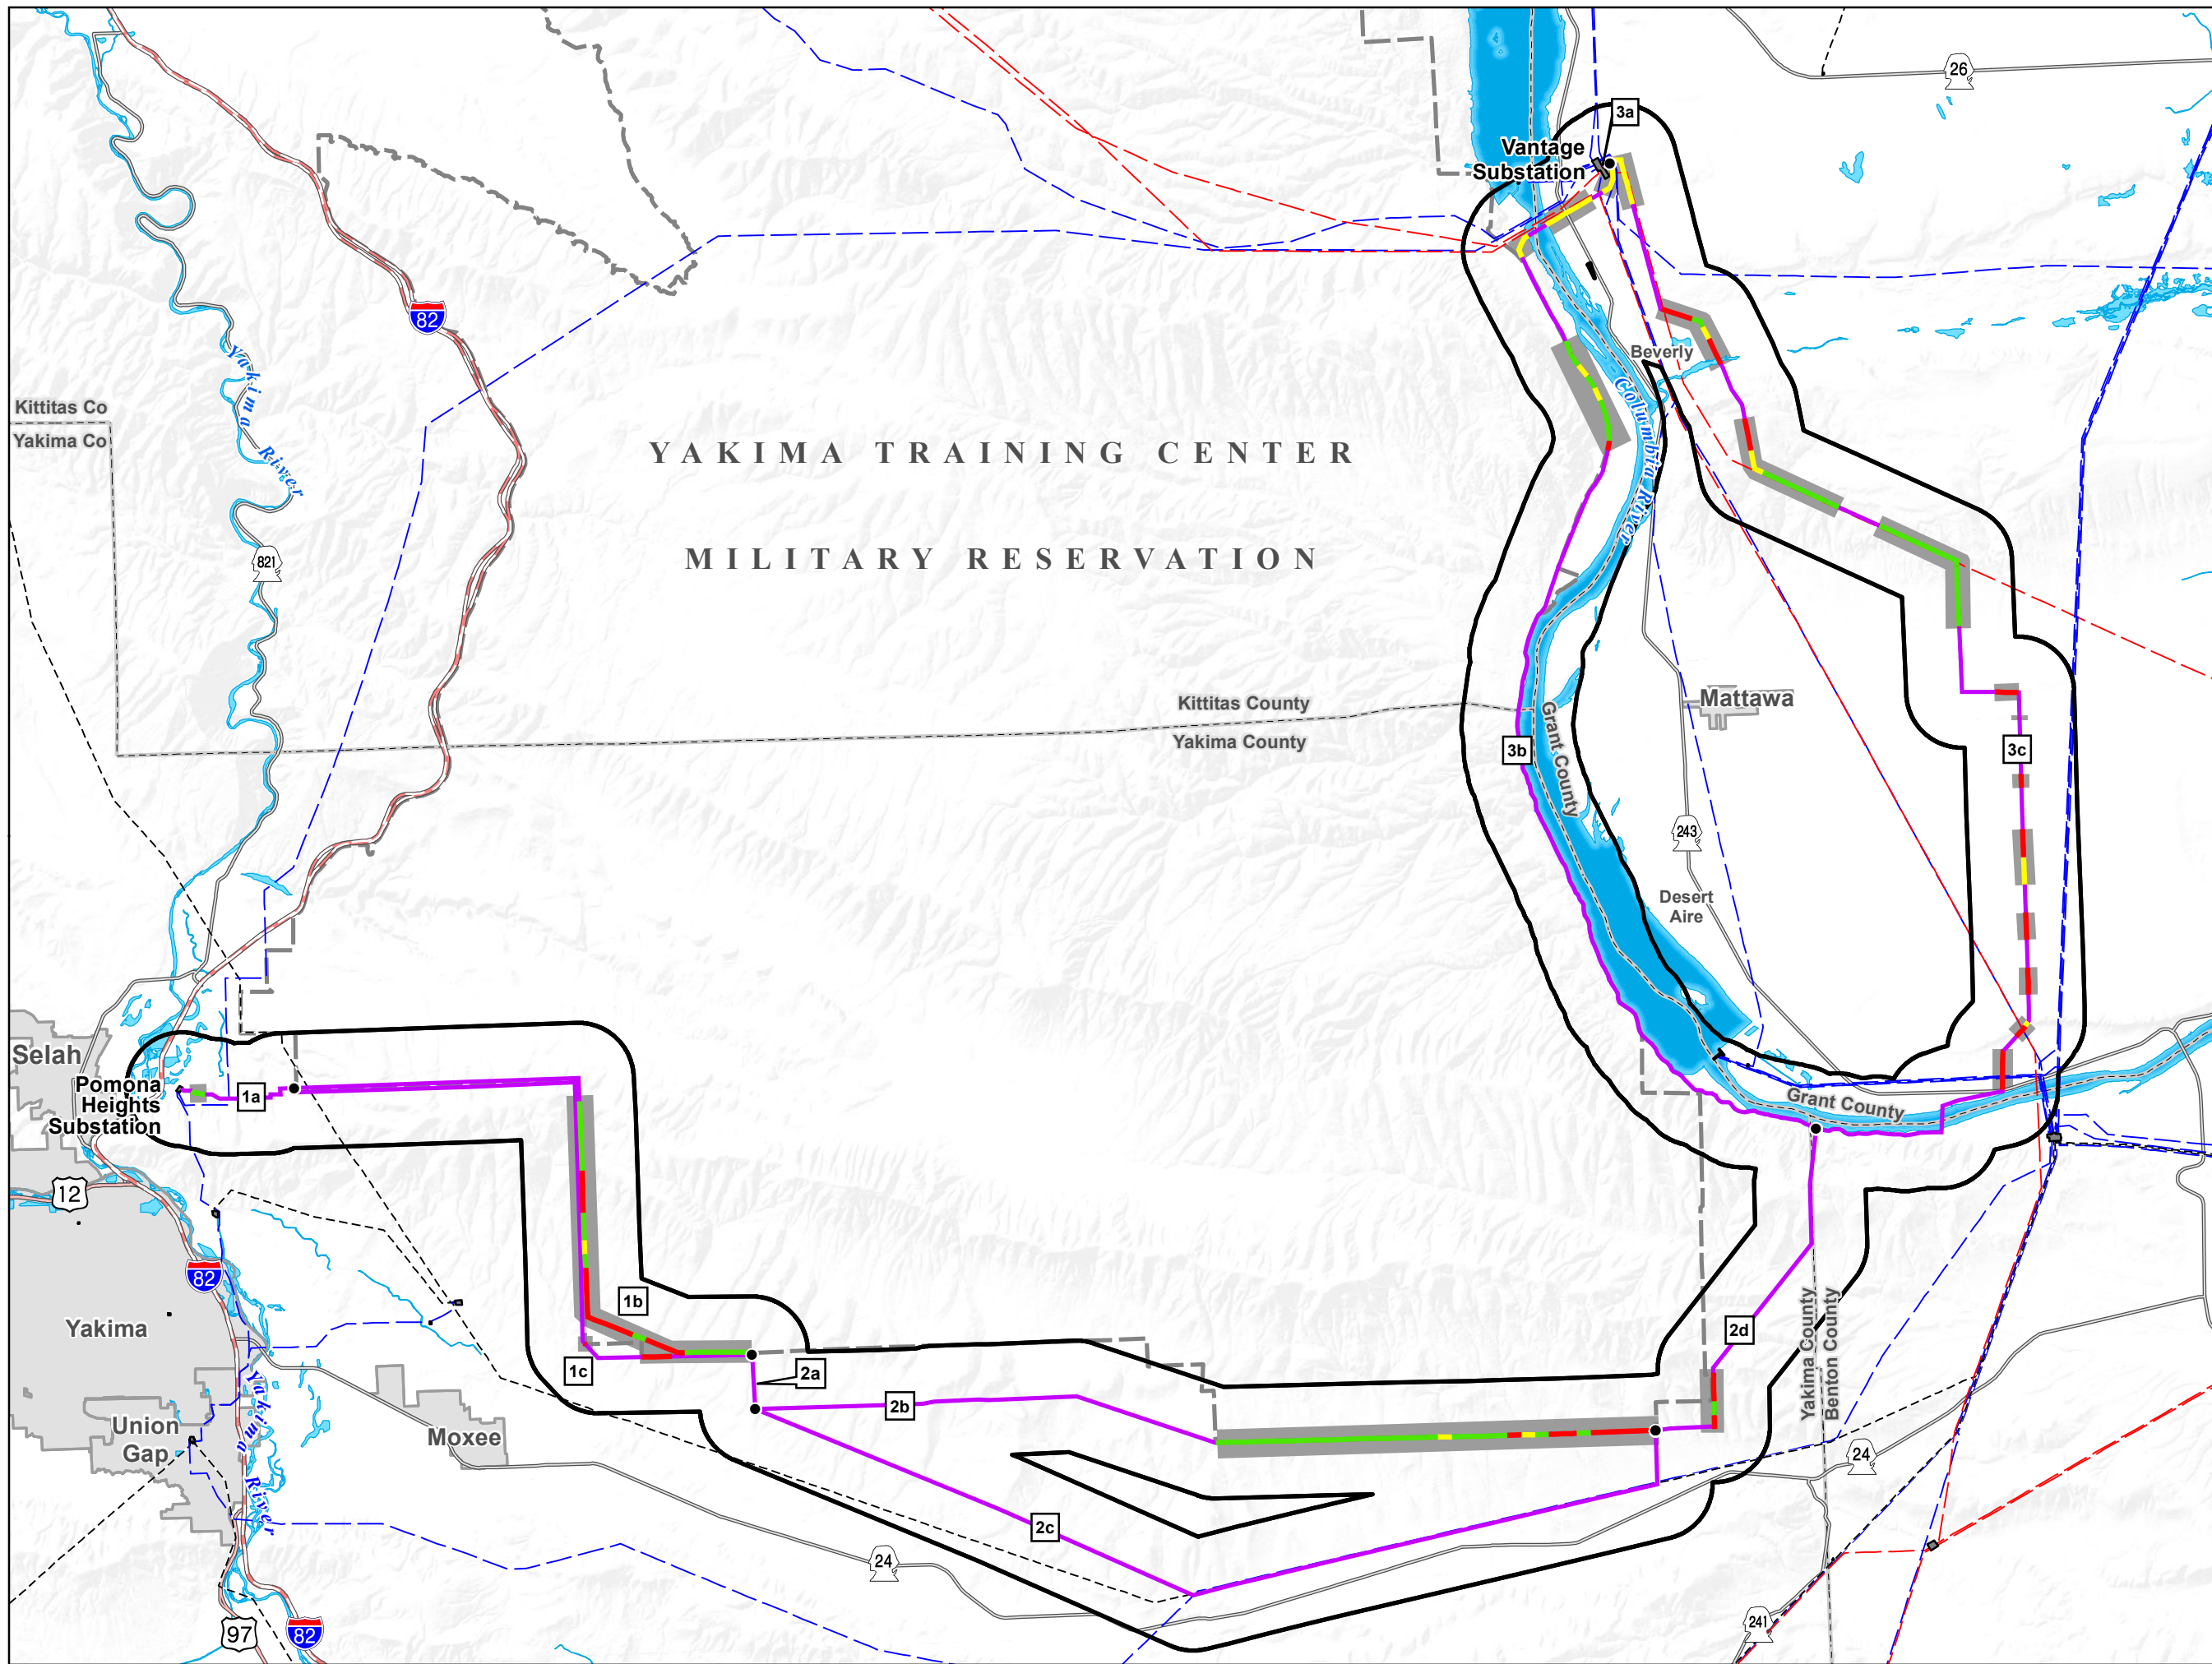 26
3a
Vantage
Substation
82
Beverly
Yakima
River
Columbia River
Kittitas Co
Yakima Co
YAKIMA TRAINING CENTER
MILITARY RESERVATION
821
Kittitas County
Yakima County
Mattawa
3b
Grant County
3c
243
Desert
Aire
Selah
Pomona
Heights
Substation
1a
Grant County
12
82
Yakima
1b
1c
2a
2b
2d
Yakima County
Benton County
Union
Gap
Moxee
Yakima
River
24
2c
24
97
82
241